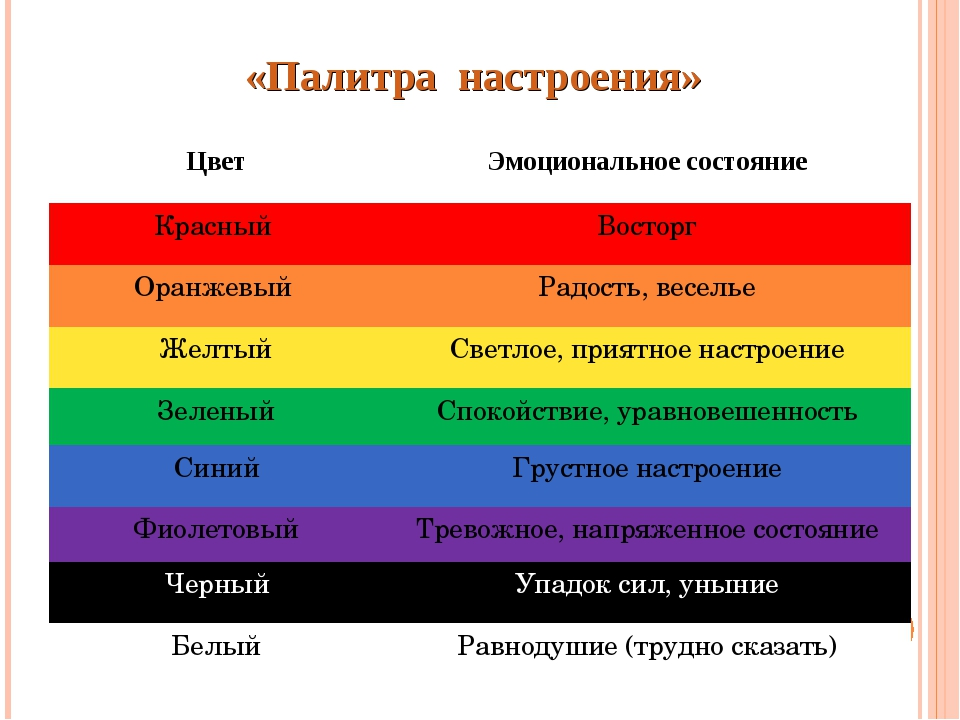 «Палитра настроения»
Цвет Эмоциональное состояние
Красный Восторг
Оранжевый Радость, веселье
Желтый Светлое, приятное настроение
Зеленый Спокойствие, уравновешенность
Синий Грустное настроение
Фиолетовый Тревожное, напряженное состояние
Черный Упадок сил, уныние
Белый Равнодушие (трудно сказать)